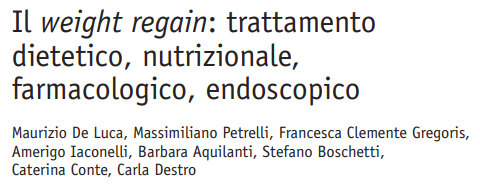 Il weight regain: trattamento
dietetico, nutrizionale,
farmacologico, endoscopico
Maurizio De Luca, Massimiliano Petrelli, Francesca Clemente Gregoris,
Amerigo Iaconelli, Barbara Aquilanti, Stefano Boschetti,
Caterina Conte, Carla Destro